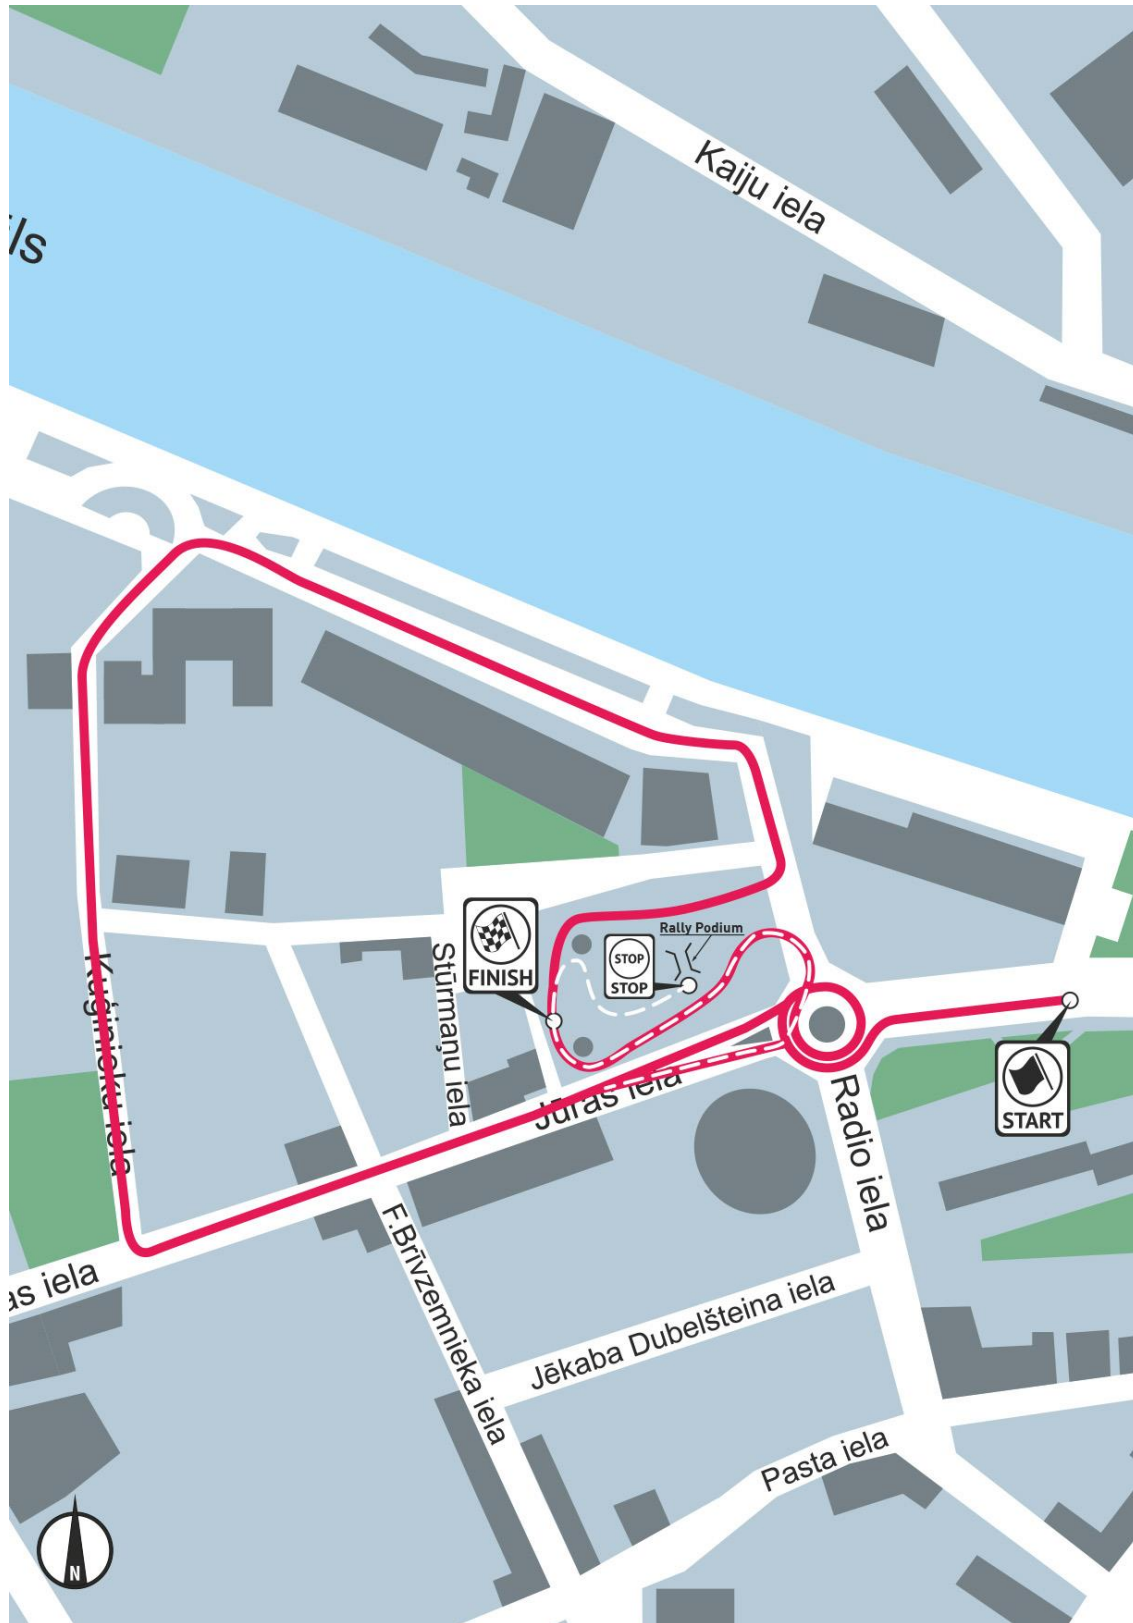 Kaiju iela
ils
Rally Podium
STOP
STOP
FINISH
Stūrmaņu iela
Kuģinieku iela
Jūras iela
START
Radio iela
F.Brīvzemnieka iela
as iela
Jēkaba Dubelšteina iela
Pasta iela
N